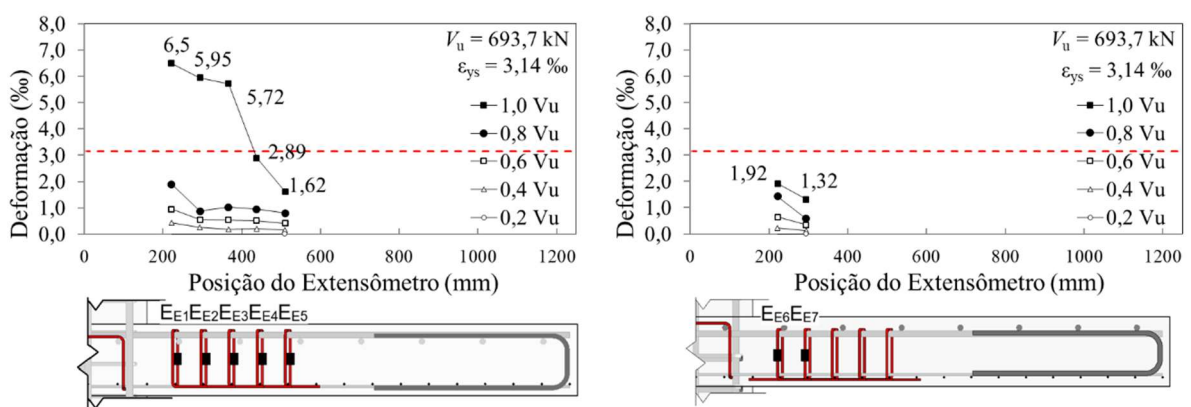 8,0
7,0
6,0
5,0
4,0
3,0
2,0
1,0
0,0
Deformação (‰)
6,5
5,95
5,72
2,89
1,62
Vu = 693,7 kN
εys = 3,14 ‰
1,0 Vu
0,8 Vu
0,6 Vu
0,4 Vu
0,2 Vu
0 200 400 600 800 1000 1200
Posição do Extensômetro (mm)
EE1EE2EE3EE4EE5
8,0
7,0
6,0
5,0
4,0
3,0
2,0
1,0
0,0
Deformação (‰)
1,92
1,32
Vu = 693,7 kN
εys = 3,14 ‰
1,0 Vu
0,8 Vu
0,6 Vu
0,4 Vu
0,2 Vu
0 200 400 600 800 1000 1200
Posição do Extensômetro (mm)
EE6EE7